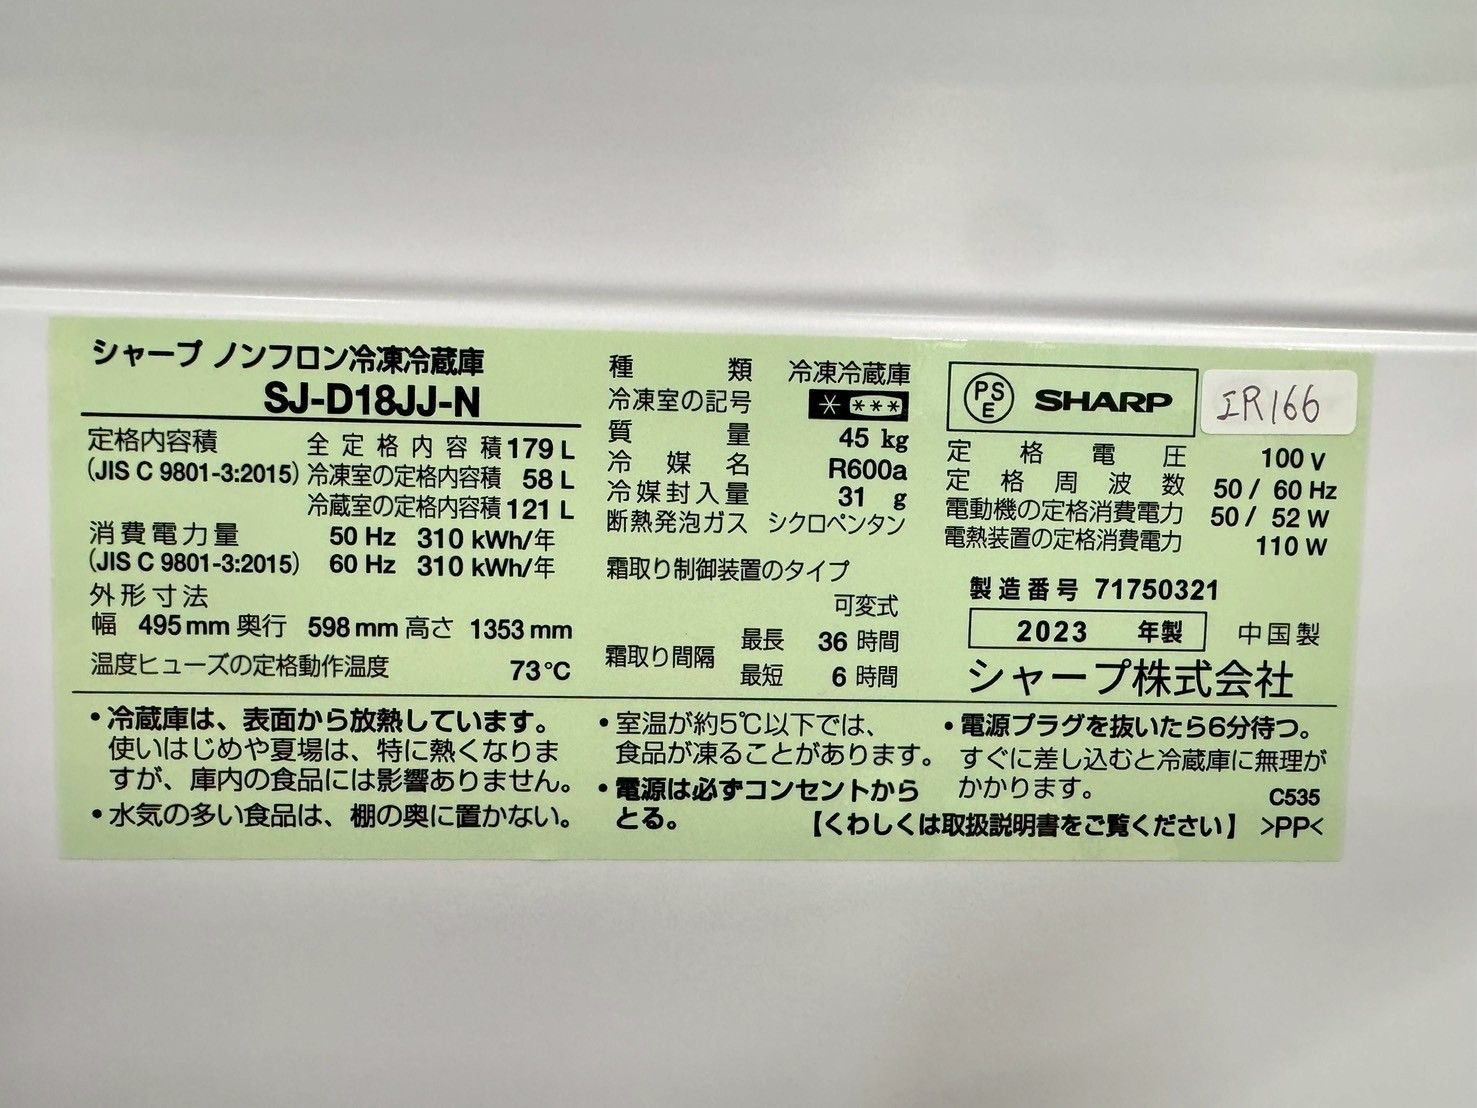 シャープ ノンフロン冷凍冷蔵庫
SJ-D18JJ-N
定格内容積 全定格内容積 179 L
(JIS C 9801-3:2015) 冷凍室の定格内容積 58 L
冷蔵室の定格内容積 121 L
消費電力量 50 Hz 310 kWh/年
(JIS C 9801-3:2015) 60 Hz 310 kWh/年
外形寸法
幅 495 mm 奥行 598 mm 高さ 1353 mm
温度ヒューズの定格動作温度 73℃
種類 冷凍冷蔵庫
冷凍室の記号 * ***
質量 45 kg
冷媒名 R600a
冷媒封入量 31 g
断熱発泡ガス シクロペンタン
霜取り制御装置のタイプ
可変式
霜取り間隔 最長 36 時間
最短 6 時間
PSE SHARP
IR166
定格電圧 100 V
定格周波数 50 / 60 Hz
電動機の定格消費電力 50 / 52 W
電熱装置の定格消費電力 110 W
製造番号 71750321
2023 年製 中国製
シャープ株式会社
・冷蔵庫は、表面から放熱しています。
使いはじめや夏場は、特に熱くなりま
すが、庫内の食品には影響ありません。
・水気の多い食品は、棚の奥に置かない。
・室温が約5℃以下では、
食品が凍ることがあります。
・電源は必ずコンセントから
とる。
・電源プラグを抜いたら6分待つ。
すぐに差し込むと冷蔵庫に無理が
かかります。
C535
【くわしくは取扱説明書をご覧ください】 >PP<